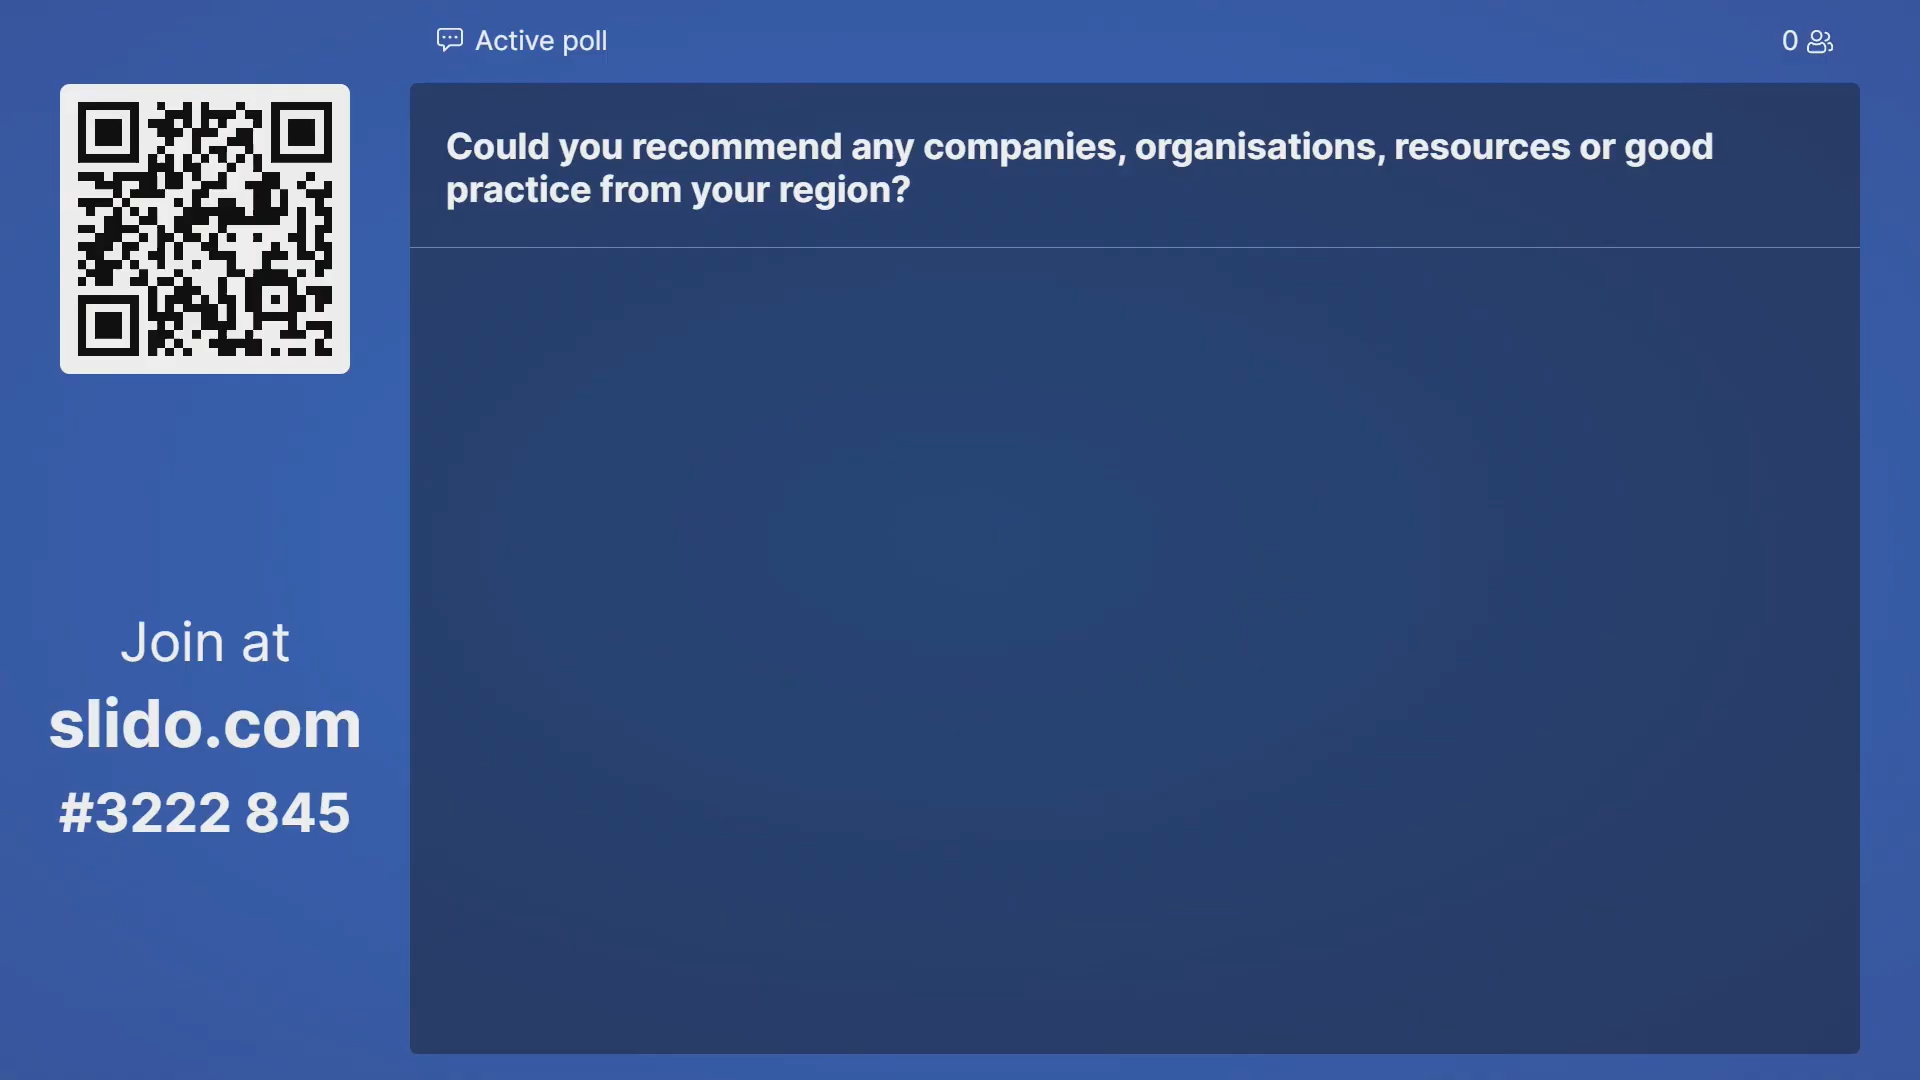 Active poll
0
Could you recommend any companies, organisations, resources or good
practice from your region?
Join at
slido.com
#3222 845